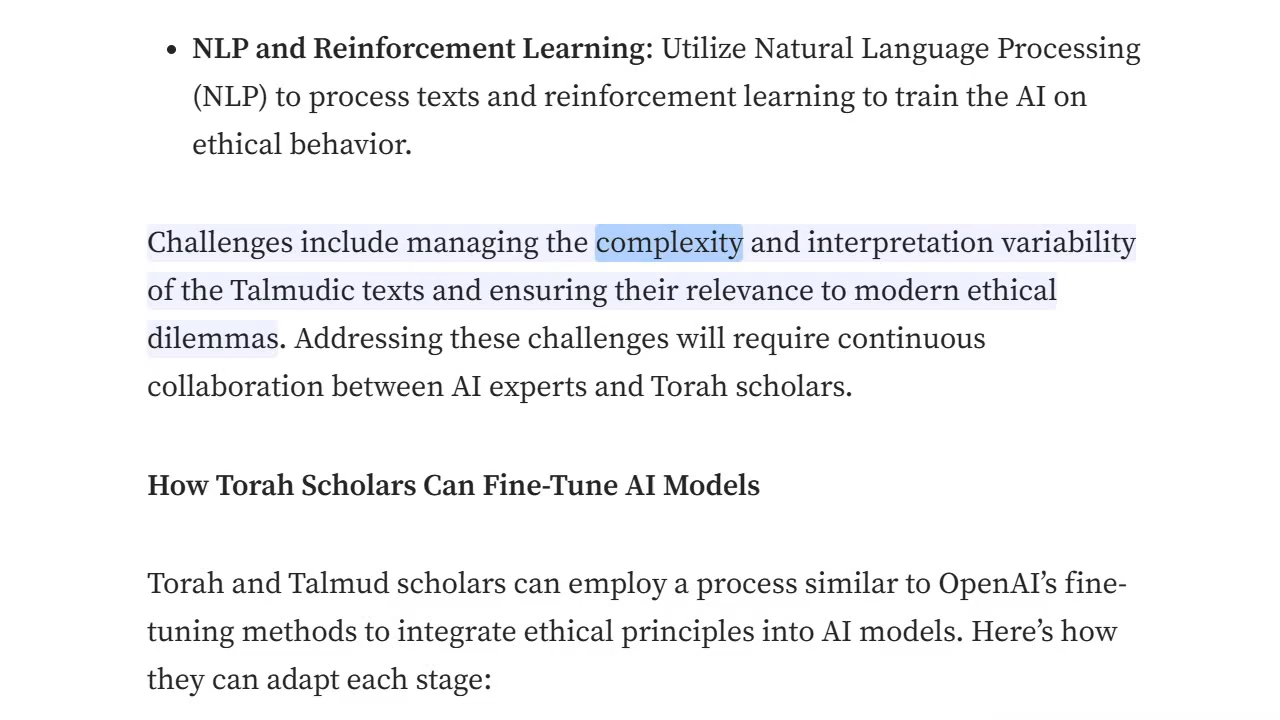 • NLP and Reinforcement Learning: Utilize Natural Language Processing
(NLP) to process texts and reinforcement learning to train the AI on
ethical behavior.
Challenges include managing the complexity and interpretation variability
of the Talmudic texts and ensuring their relevance to modern ethical
dilemmas. Addressing these challenges will require continuous
collaboration between AI experts and Torah scholars.
How Torah Scholars Can Fine-Tune AI Models
Torah and Talmud scholars can employ a process similar to OpenAI’s fine-
tuning methods to integrate ethical principles into AI models. Here’s how
they can adapt each stage: